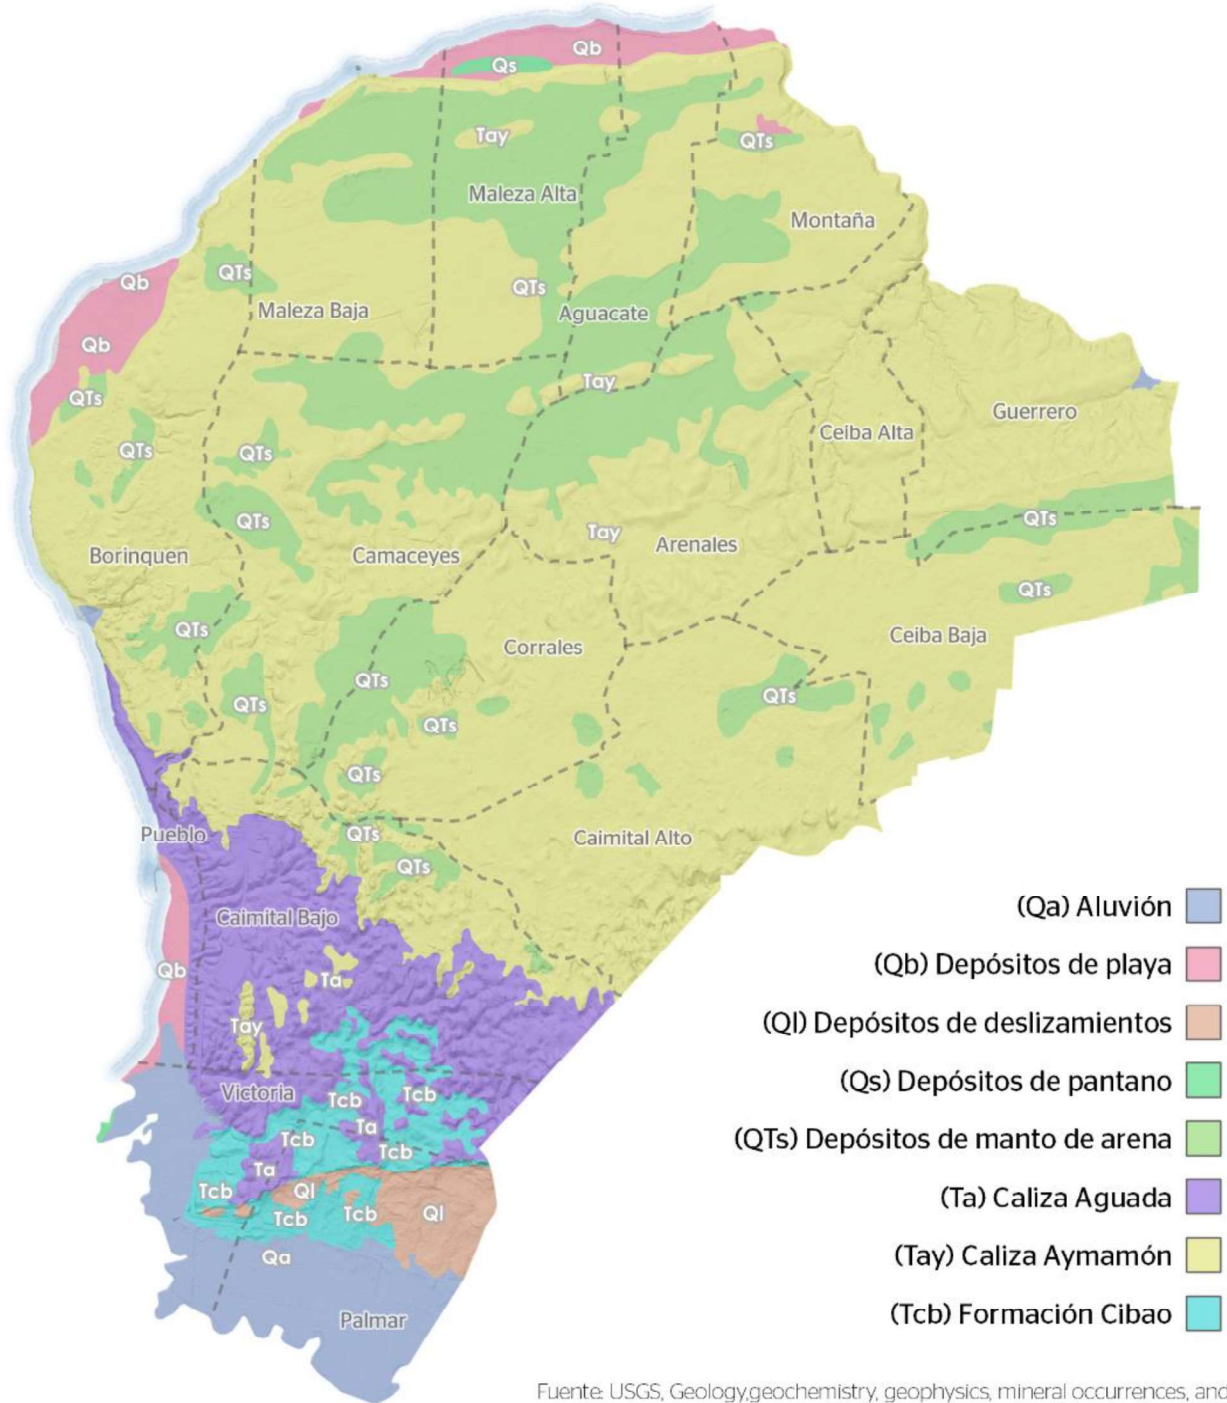 Qb
Qs
Tay
QTs
Maleza Alta
Montaña
QTs
Qb
QTs
Maleza Baja
Aguacate
Qb
Tay
QTs
Guerrero
Ceiba Alta
QTs
QTs
QTs
QTs
Tay
Arenales
Borinquen
Camaceyes
QTs
QTs
Ceiba Baja
Corrales
QTs
QTs
QTs
QTs
QTs
Pueblo
QTs
Caimital Alto
QTs
(Qa) Aluvión
Caimital Bajo
(Qb) Depósitos de playa
Qb
Ta
(Ql) Depósitos de deslizamientos
Tay
(Qs) Depósitos de pantano
Victoria
Tcb
Tcb
Ta
(QTs) Depósitos de manto de arena
Tcb
Tcb
Ta
Tcb
Ql
(Ta) Caliza Aguada
Tcb
Tcb
Ql
Qa
(Tay) Caliza Aymamón
Palmar
(Tcb) Formación Cibao
Fuente: USGS, Geology,geochemistry, geophysics, mineral occurrences, and